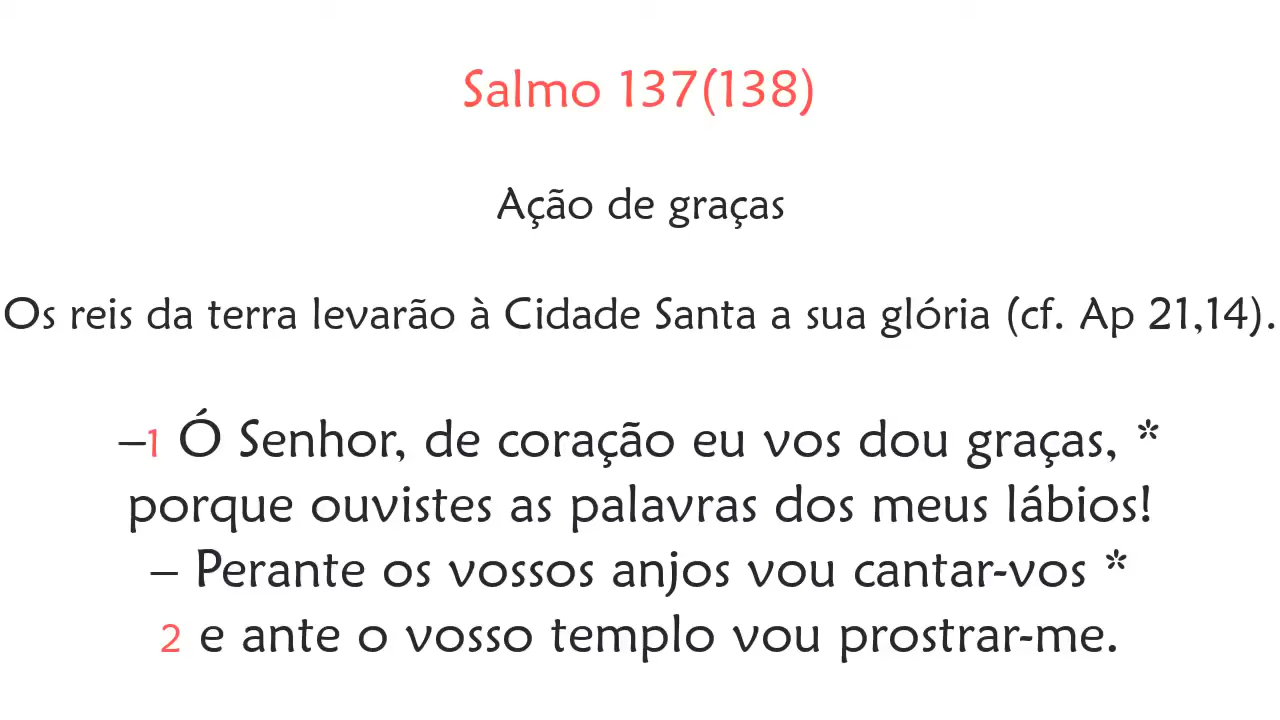 Salmo 137(138)
Ação de graças
Os reis da terra levarão à Cidade Santa a sua glória (cf. Ap 21,14).
–1 Ó Senhor, de coração eu vos dou graças, *
porque ouvistes as palavras dos meus lábios!
– Perante os vossos anjos vou cantar-vos *
2 e ante o vosso templo vou prostrar-me.